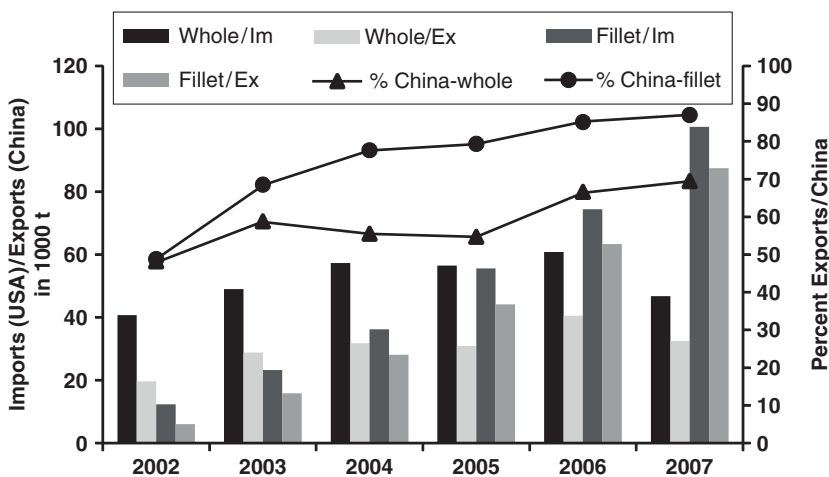 Whole/Im
Whole/Ex
Fillet/Im
Fillet/Ex
% China-whole
% China-fillet
Imports (USA)/Exports (China)
in 1000 t
120
100
80
60
40
20
0
100
90
80
70
60
50
40
30
20
10
0
Percent Exports/China
2002
2003
2004
2005
2006
2007